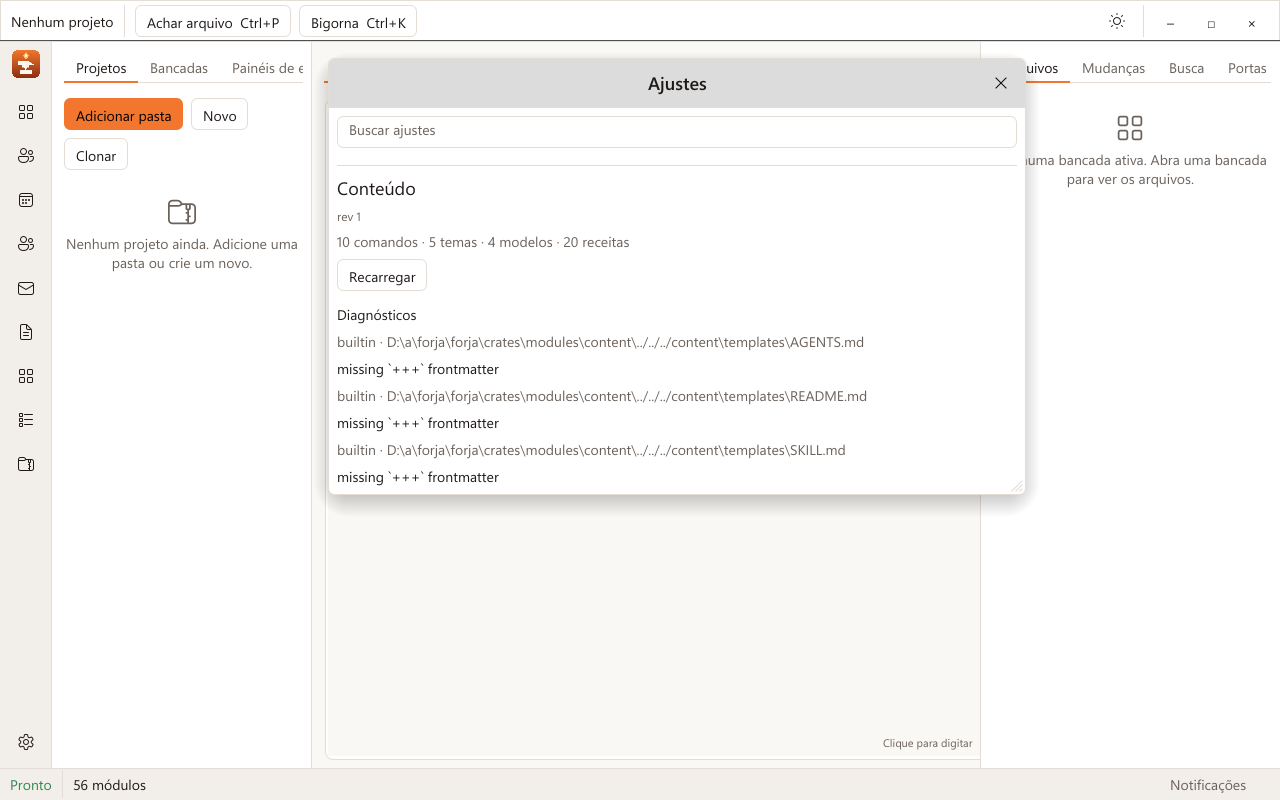 Nenhum projeto
Achar arquivo Ctrl+P
Bigorna Ctrl+K
Projetos
Bancadas
Painéis de e
Adicionar pasta
Novo
Clonar
Nenhum projeto ainda. Adicione uma
pasta ou crie um novo.
Ajustes
Buscar ajustes
Conteúdo
rev 1
10 comandos · 5 temas · 4 modelos · 20 receitas
Recarregar
Diagnósticos
builtin · D:\a\forja\forja\crates\modules\content\../../../content\templates\AGENTS.md
missing `+++` frontmatter
builtin · D:\a\forja\forja\crates\modules\content\../../../content\templates\README.md
missing `+++` frontmatter
builtin · D:\a\forja\forja\crates\modules\content\../../../content\templates\SKILL.md
missing `+++` frontmatter
uivos
Mudanças
Busca
Portas
uma bancada ativa. Abra uma bancada
para ver os arquivos.
Clique para digitar
Pronto
56 módulos
Notificações